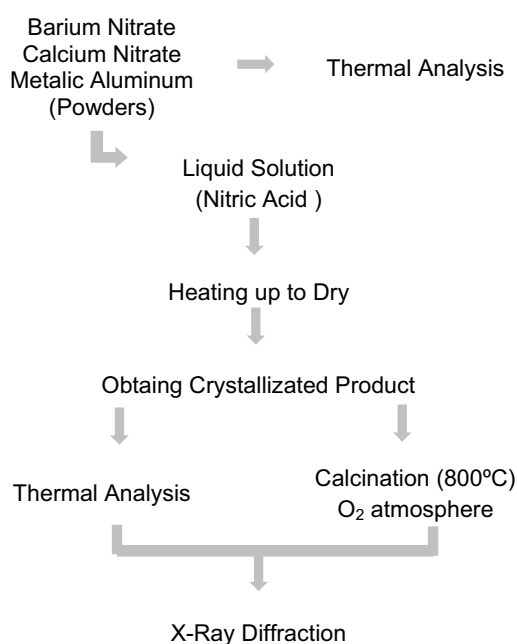 Barium Nitrate
Calcium Nitrate
Metalic Aluminum
(Powders)
Thermal Analysis
Liquid Solution
(Nitric Acid )
Heating up to Dry
Obtaing Crystallizated Product
Thermal Analysis
Calcination (800ºC)
O₂ atmosphere
X-Ray Diffraction